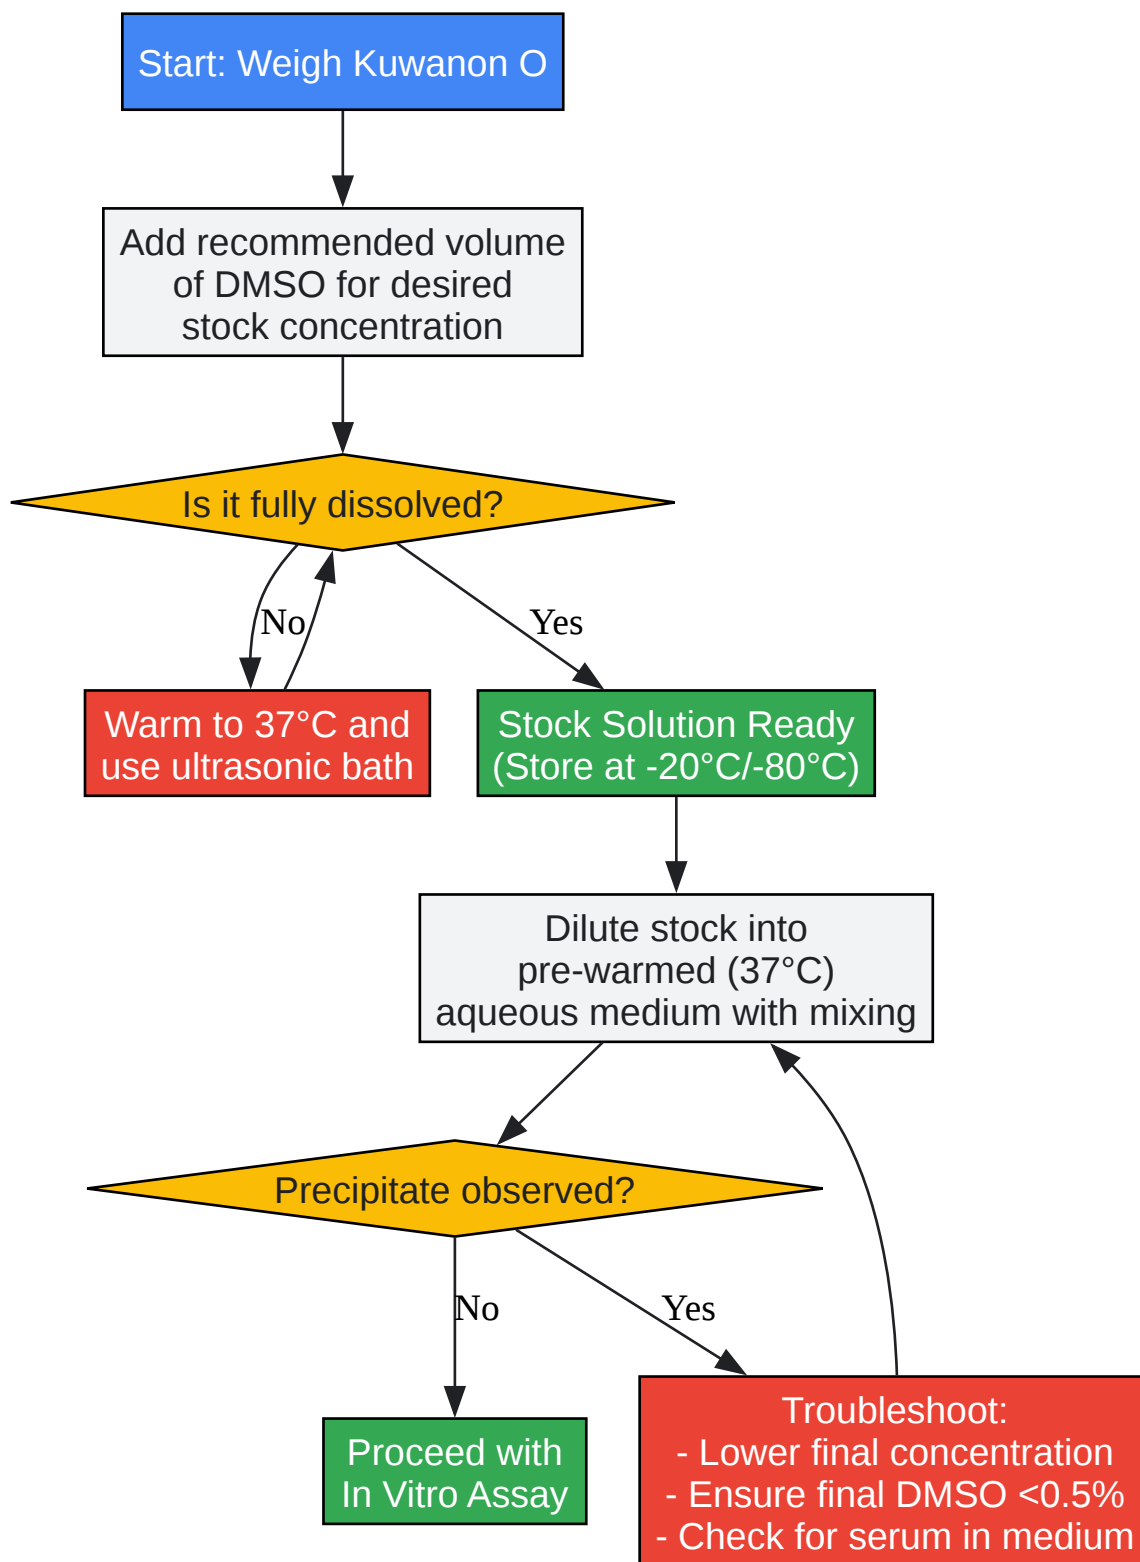 Start: Weigh Kuwanon O
Add recommended volume
of DMSO for desired
stock concentration
Is it fully dissolved?
No
Yes
Warm to 37°C and
use ultrasonic bath
Stock Solution Ready
(Store at -20°C/-80°C)
Dilute stock into
pre-warmed (37°C)
aqueous medium with mixing
Precipitate observed?
No
Yes
Proceed with
In Vitro Assay
Troubleshoot:
- Lower final concentration
- Ensure final DMSO <0.5%
- Check for serum in medium